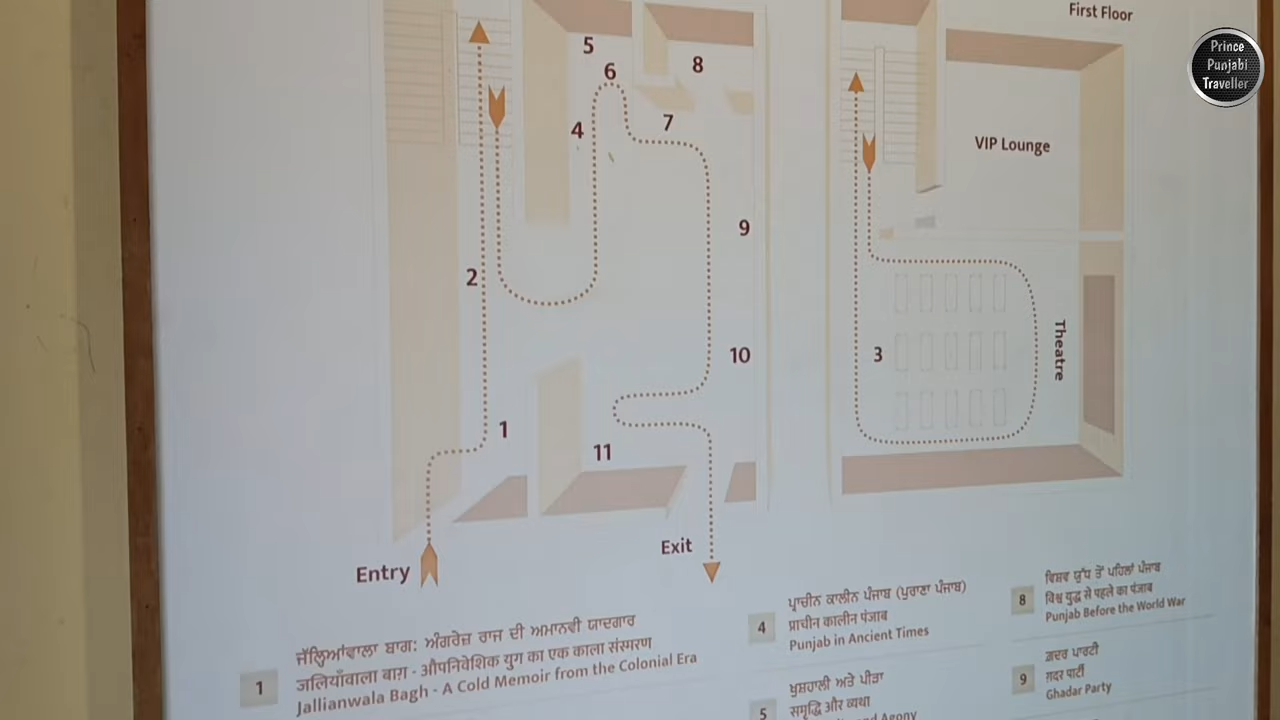 First Floor
Prince
Punjabi
Traveller
5
6
8
4
7
VIP Lounge
9
2
3
Theatre
10
1
11
Exit
Entry
1
ਜੱਲ੍ਹਿਆਂਵਾਲਾ ਬਾਗ: ਅੰਗਰੇਜ਼ ਰਾਜ ਦੀ ਅਮਾਨਵੀ ਯਾਦਗਾਰ
जलियाँवाला बाग़ - औपनिवेशिक युग का एक काला संस्मरण
Jallianwala Bagh - A Cold Memoir from the Colonial Era
4
ਪ੍ਰਾਚੀਨ ਕਾਲੀਨ ਪੰਜਾਬ (ਪੁਰਾਣਾ ਪੰਜਾਬ)
प्राचीन कालीन पंजाब
Punjab in Ancient Times
5
ਖੁਸ਼ਹਾਲੀ ਅਤੇ ਪੀੜਾ
समृद्धि और व्यथा
and Agony
8
ਵਿਸ਼ਵ ਯੁੱਧ ਤੋਂ ਪਹਿਲਾਂ ਪੰਜਾਬ
विश्व युद्ध से पहले का पंजाब
Punjab Before the World War
9
ਗ਼ਦਰ ਪਾਰਟੀ
ग़दर पार्टी
Ghadar Party